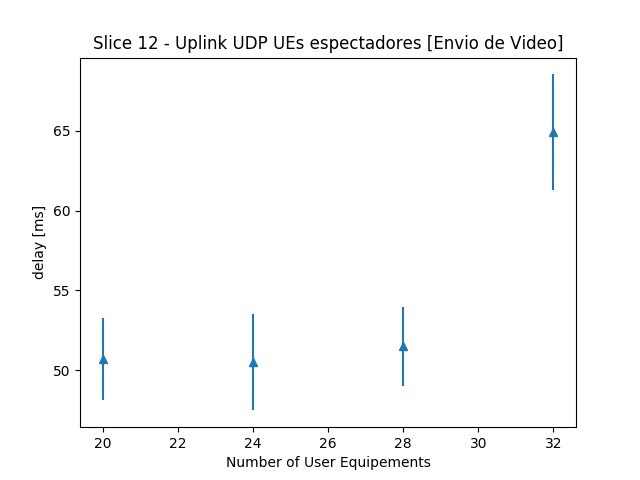 Slice 12 - Uplink UDP UEs espectadores [Envio de Video]
65
60
55
50
delay [ms]
20 22 24 26 28 30 32
Number of User Equipements